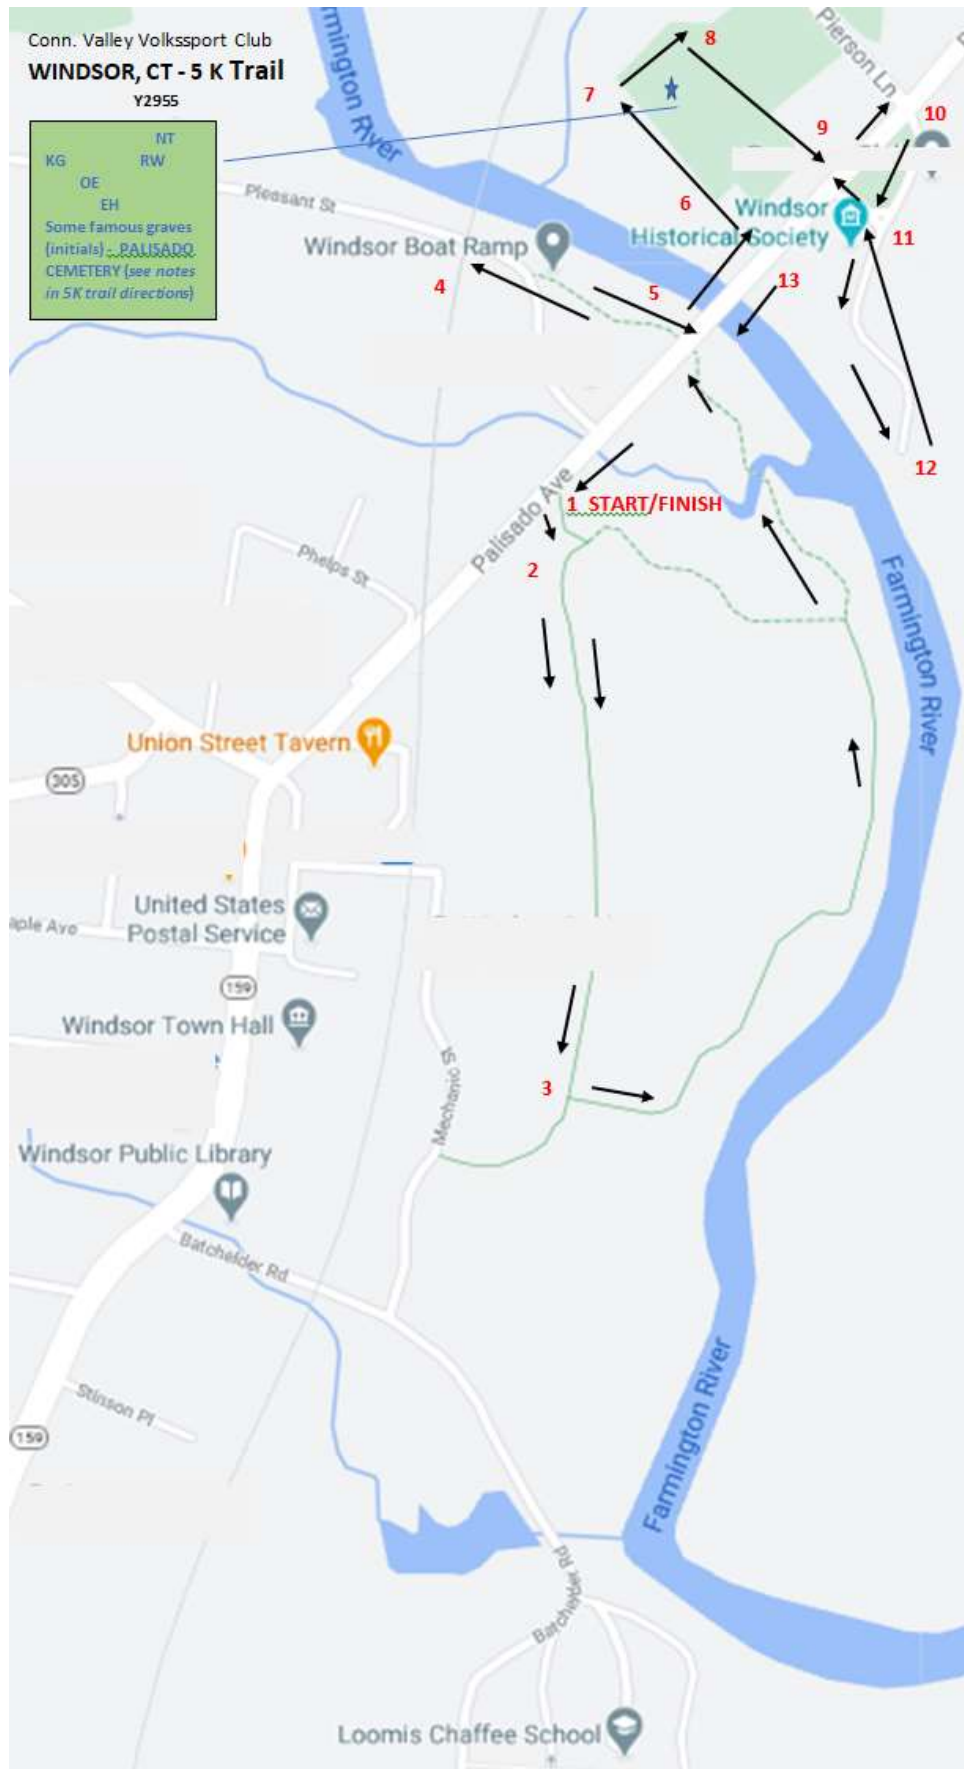 Conn. Valley Volkssport Club
WINDSOR, CT - 5 K Trail
Y2955
NT
KG RW
OE
EH
Some famous graves
(initials) - PALISADO
CEMETERY (see notes
in 5K trail directions)
Farmington River
Pierson Ln
8
7
9
10
Pleasant St
6
Windsor
Historical Society
11
Windsor Boat Ramp
4
5
13
12
1 START/FINISH
Palisado Ave
2
Phelps St
Farmington River
Union Street Tavern
305
United States
Postal Service
159
Windsor Town Hall
3
Mechanic St
Windsor Public Library
Batchelder Rd
Stinson Pl
159
Farmington River
Batchelder Rd
Loomis Chaffee School